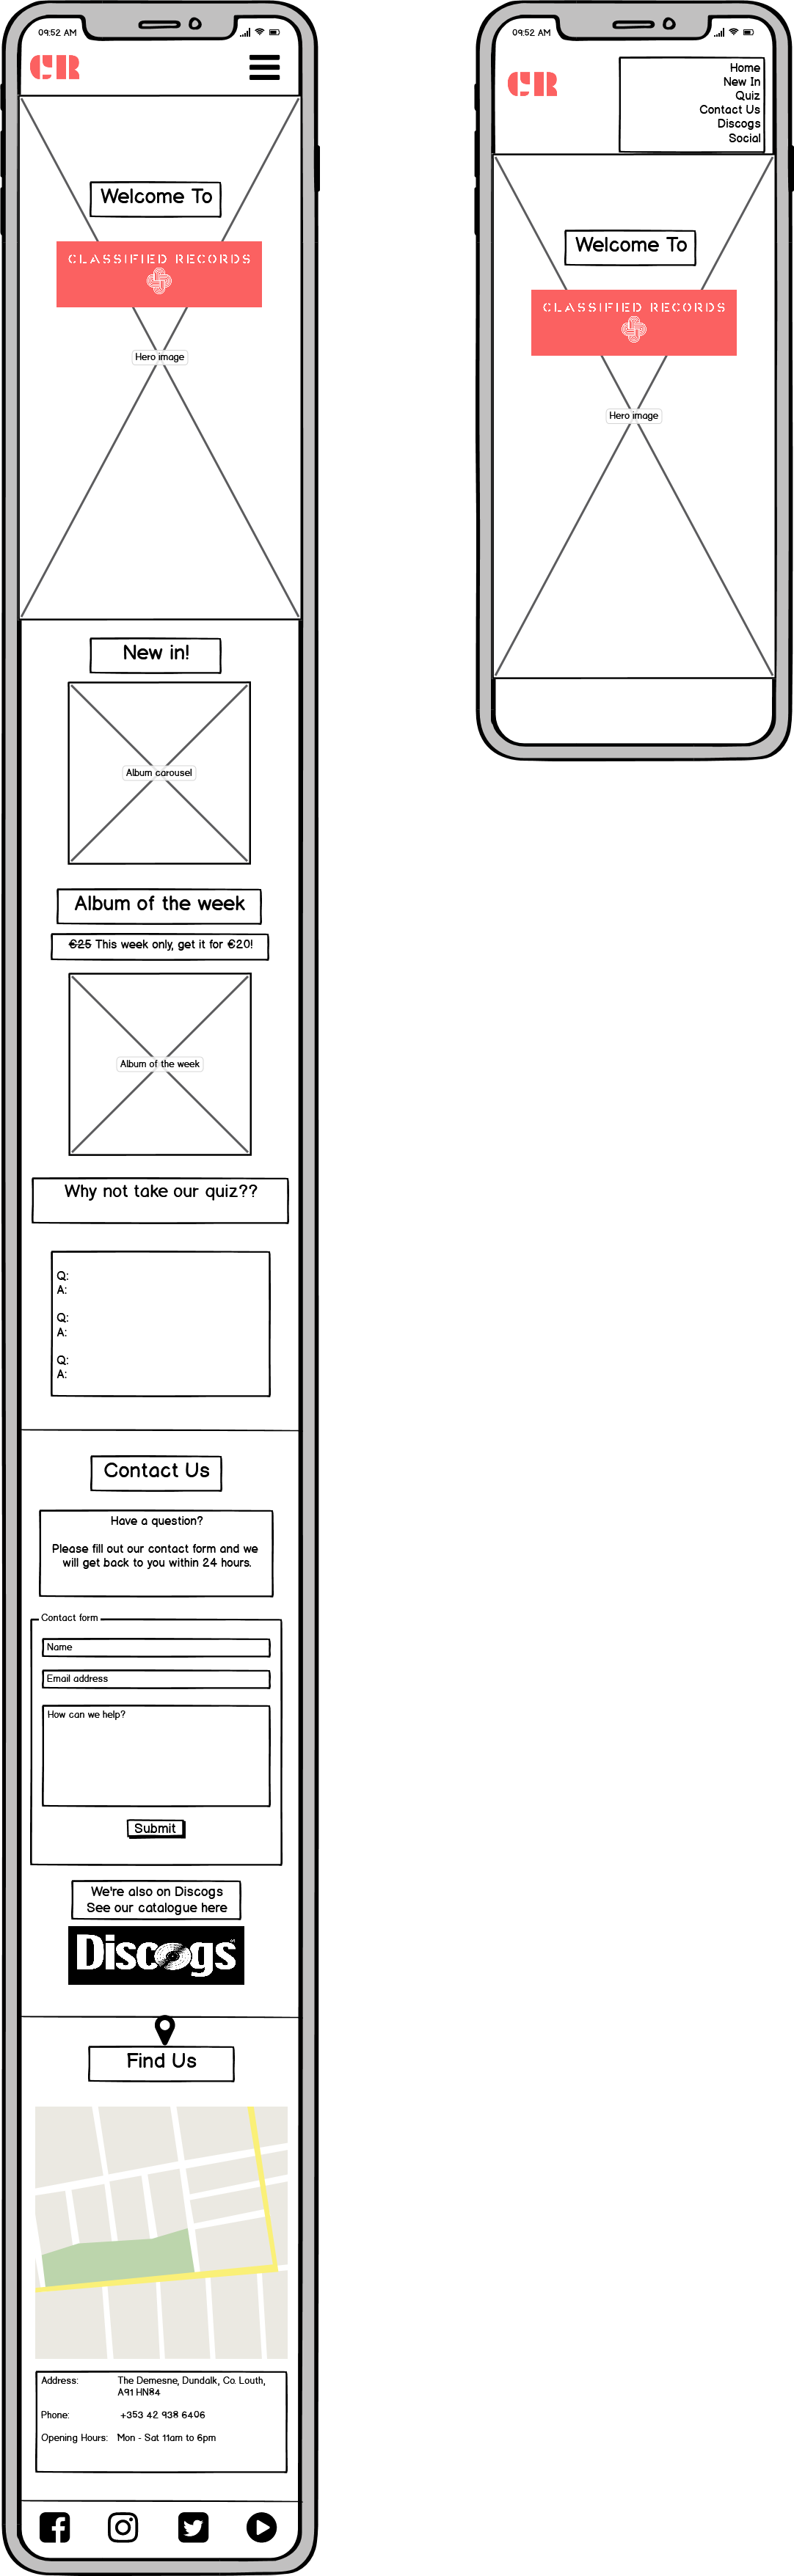 09:52 AM
CR
Welcome To
CLASSIFIED RECORDS
Hero image
New in!
Album carousel
Album of the week
€25 This week only, get it for €20!
Album of the week
Why not take our quiz??
Q:
A:
Q:
A:
Q:
A:
Contact Us
Have a question?
Please fill out our contact form and we
will get back to you within 24 hours.
Contact form
Name
Email address
How can we help?
Submit
We're also on Discogs
See our catalogue here
Discogs
Find Us
Address: The Demesne, Dundalk, Co. Louth,
A91 HN84
Phone: +353 42 938 6406
Opening Hours: Mon - Sat 11am to 6pm
09:52 AM
CR
Home
New In
Quiz
Contact Us
Discogs
Social
Welcome To
CLASSIFIED RECORDS
Hero image